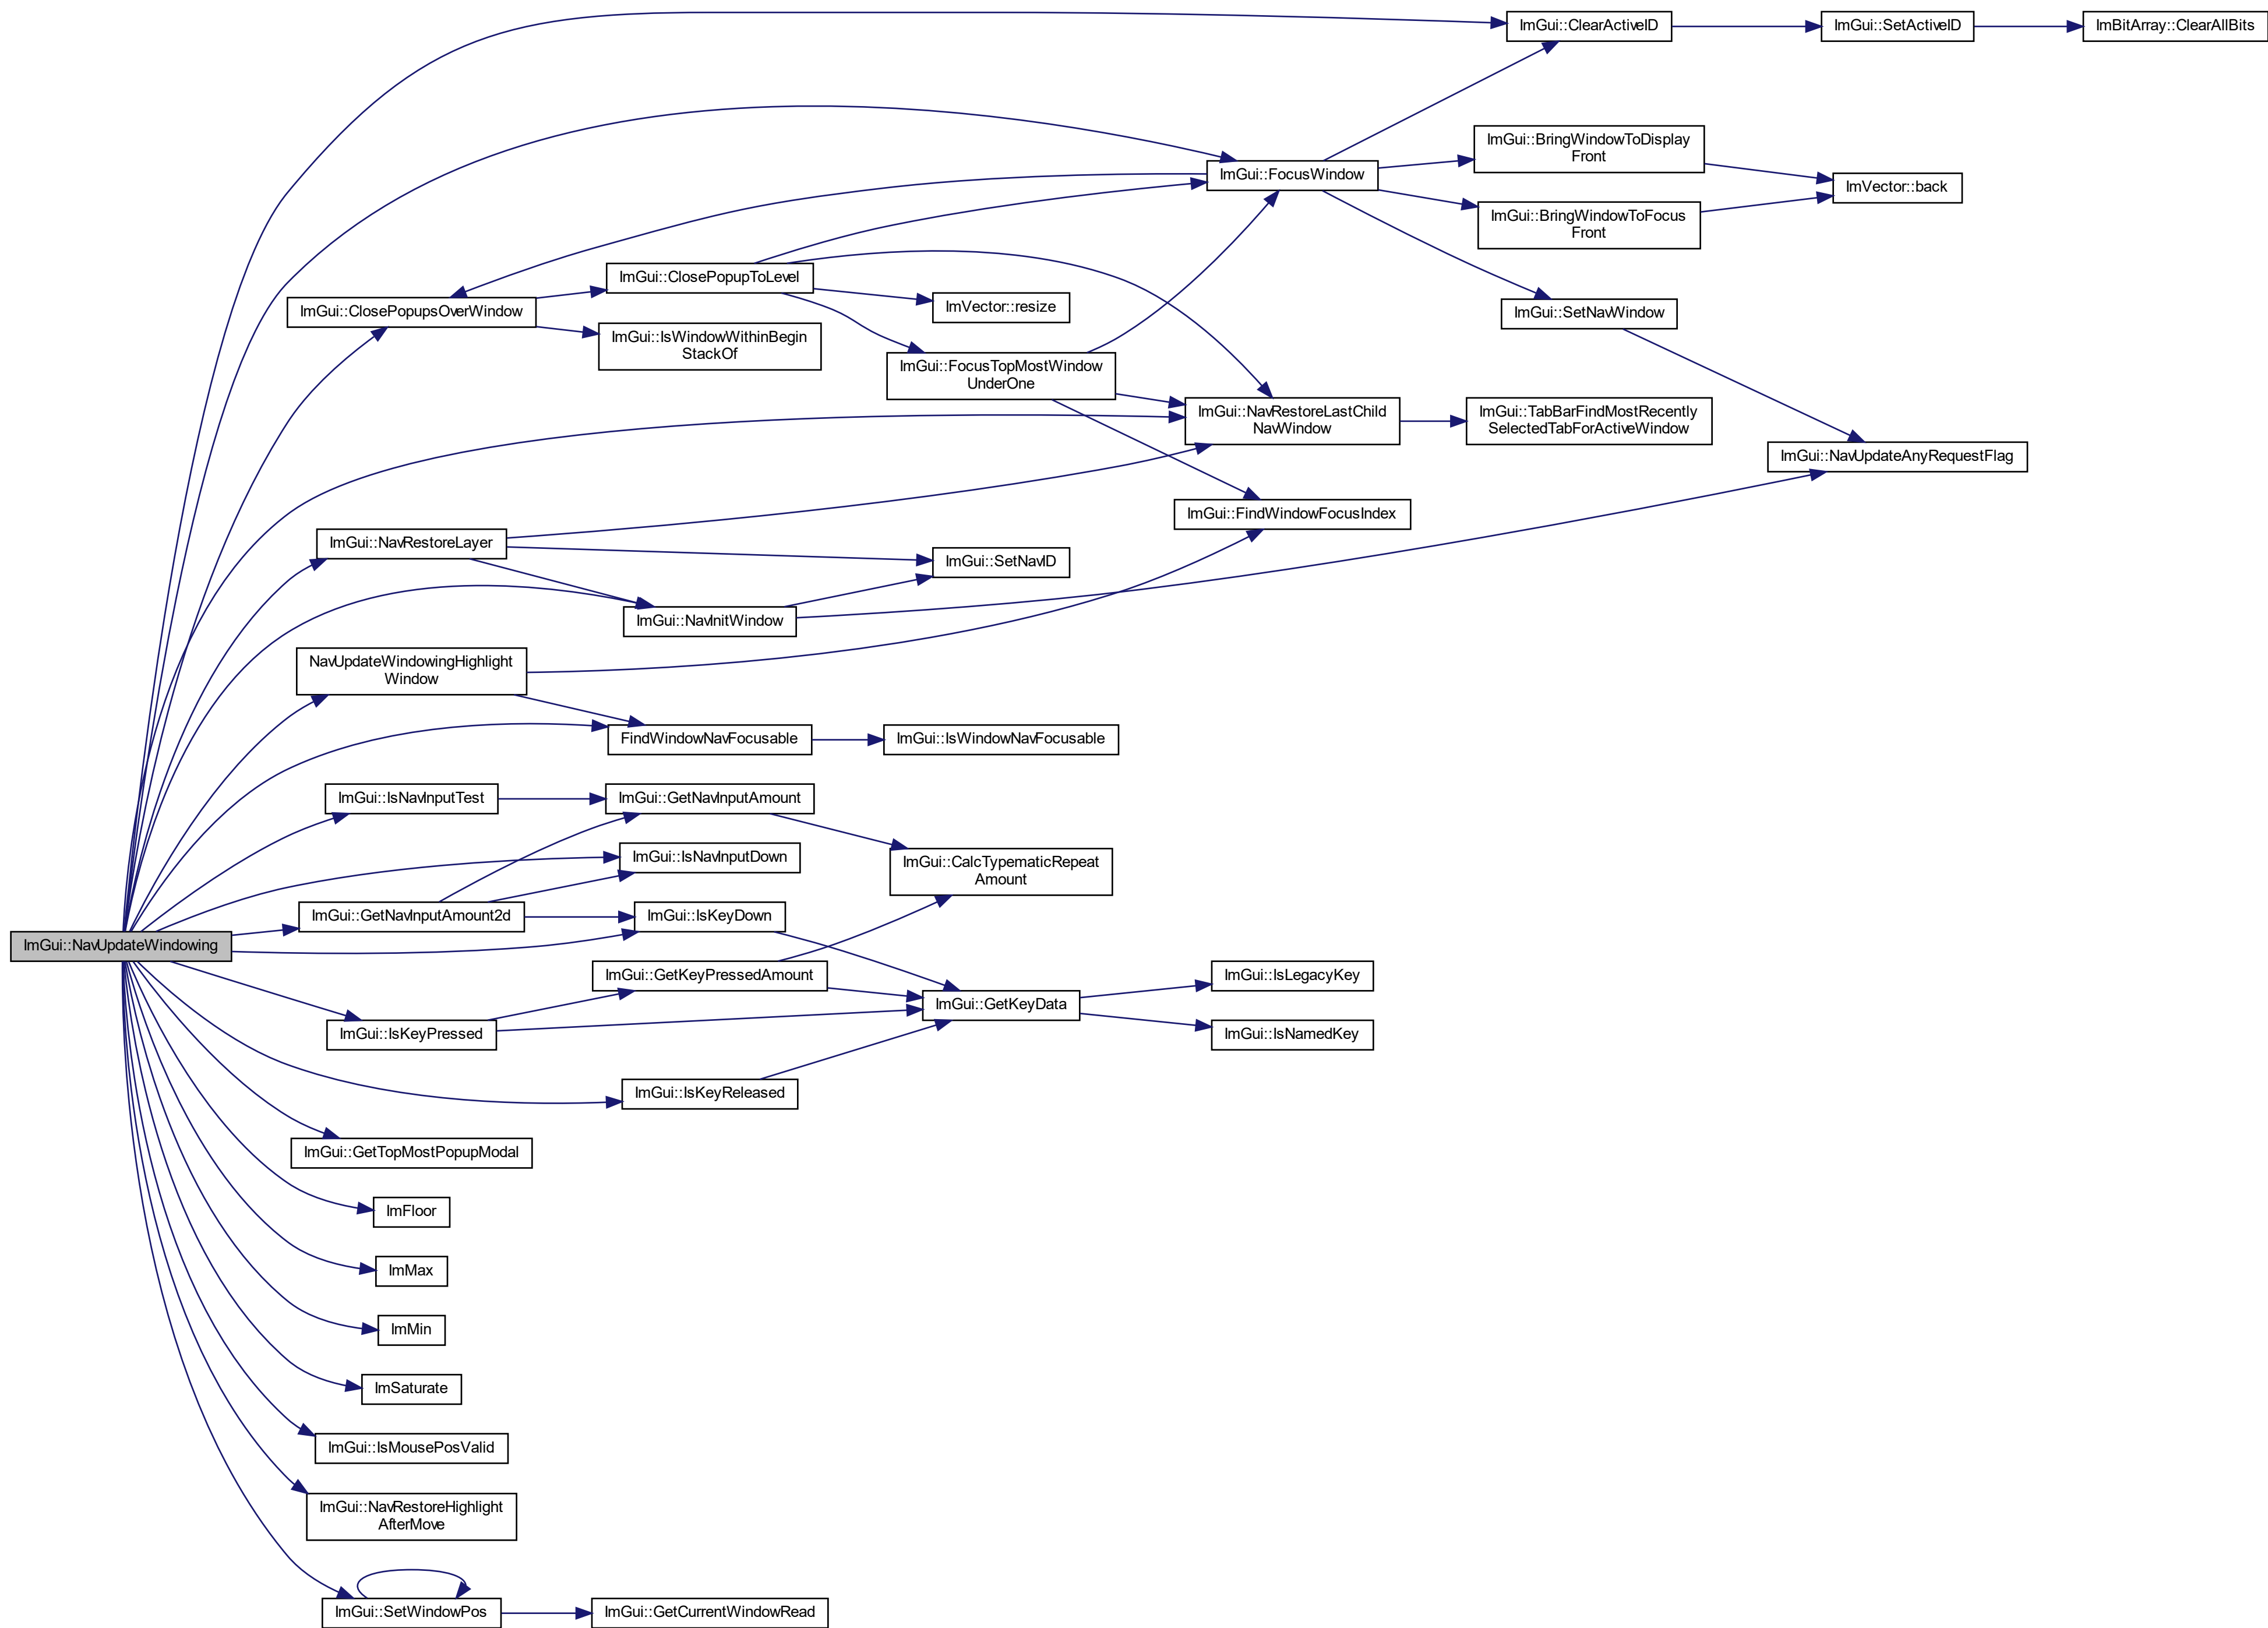 ImGui::ClearActiveID
ImGui::SetActiveID
ImBitArray::ClearAllBits
ImGui::BringWindowToDisplay
Front
ImGui::FocusWindow
ImVector::back
ImGui::BringWindowToFocus
Front
ImGui::ClosePopupToLevel
ImVector::resize
ImGui::ClosePopupsOverWindow
ImGui::SetNavWindow
ImGui::IsWindowWithinBegin
StackOf
ImGui::FocusTopMostWindow
UnderOne
ImGui::NavRestoreLastChild
NavWindow
ImGui::TabBarFindMostRecently
SelectedTabForActiveWindow
ImGui::NavUpdateAnyRequestFlag
ImGui::FindWindowFocusIndex
ImGui::NavRestoreLayer
ImGui::SetNavID
ImGui::NavInitWindow
NavUpdateWindowingHighlight
Window
FindWindowNavFocusable
ImGui::IsWindowNavFocusable
ImGui::IsNavInputTest
ImGui::GetNavInputAmount
ImGui::IsNavInputDown
ImGui::CalcTypematicRepeat
Amount
ImGui::GetNavInputAmount2d
ImGui::IsKeyDown
ImGui::NavUpdateWindowing
ImGui::GetKeyPressedAmount
ImGui::IsLegacyKey
ImGui::GetKeyData
ImGui::IsKeyPressed
ImGui::IsNamedKey
ImGui::IsKeyReleased
ImGui::GetTopMostPopupModal
ImFloor
ImMax
ImMin
ImSaturate
ImGui::IsMousePosValid
ImGui::NavRestoreHighlight
AfterMove
ImGui::SetWindowPos
ImGui::GetCurrentWindowRead